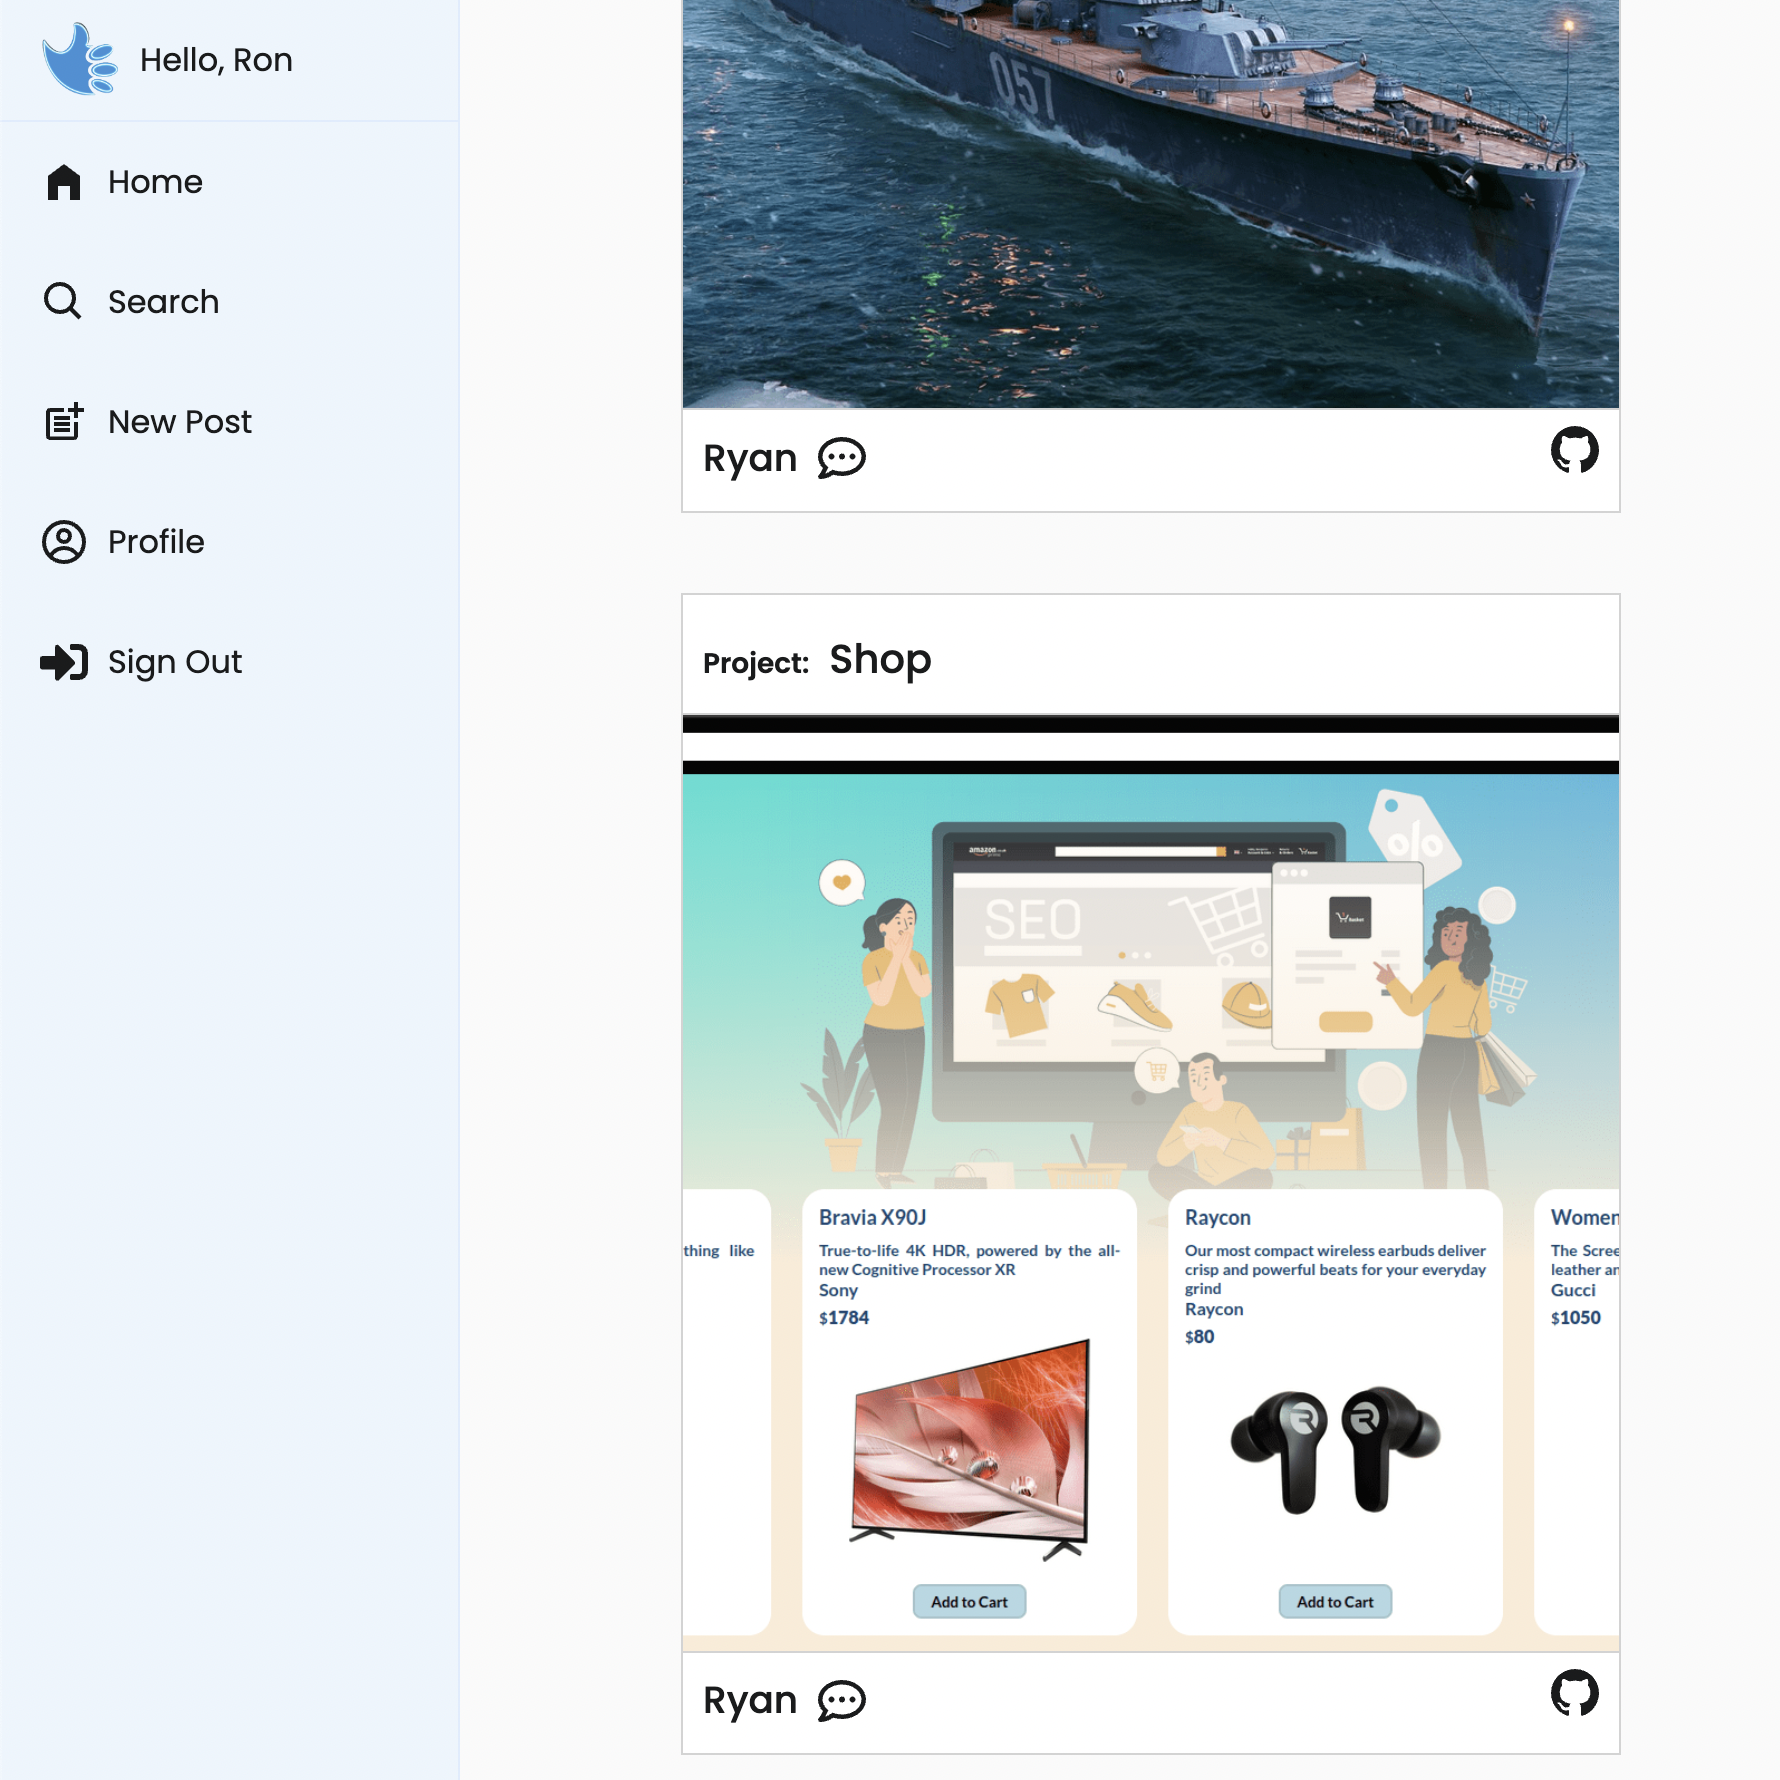 Hello, Ron
Home
Search
New Post
Profile
Sign Out
057
Ryan
Project: Shop
amazon
SEO
%
Basket
thing like
Bravia X90J
True-to-life 4K HDR, powered by the all-
new Cognitive Processor XR
Sony
$1784
Add to Cart
Raycon
Our most compact wireless earbuds deliver
crisp and powerful beats for your everyday
grind
Raycon
$80
Add to Cart
Women
The Scree
leather an
Gucci
$1050
Ryan